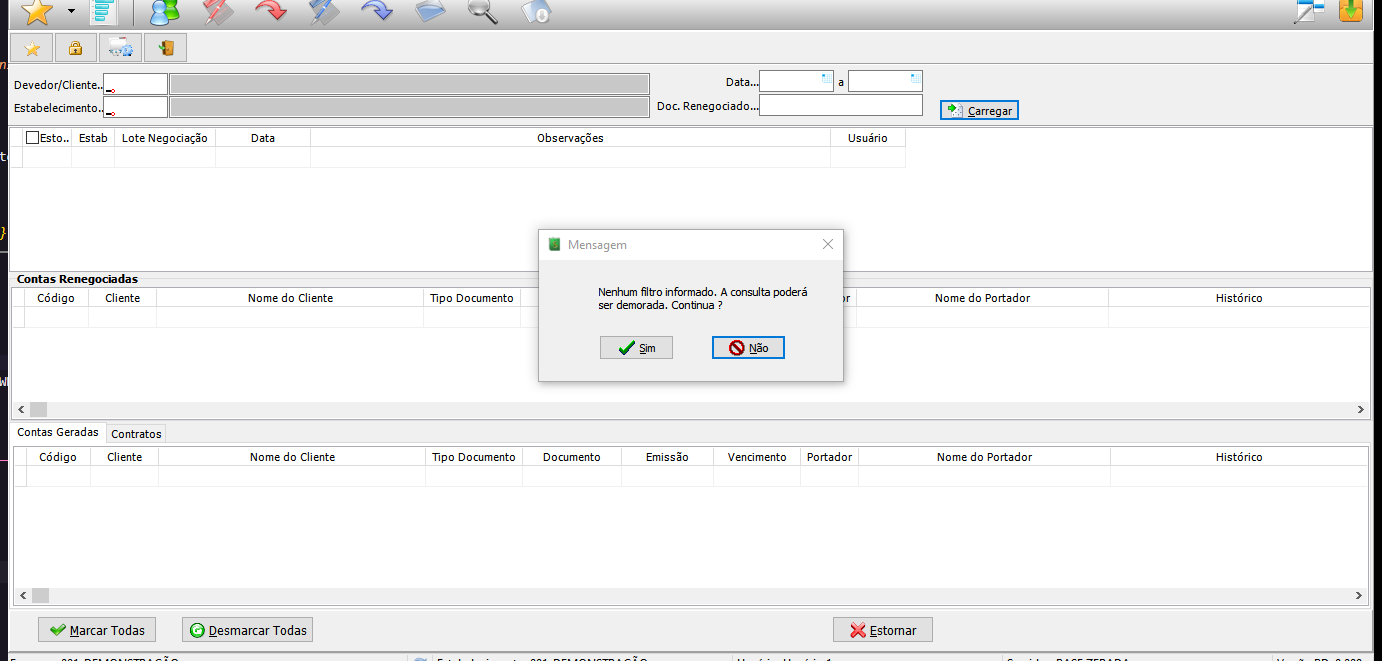 Devedor/Cliente..
Data...
a
Estabelecimento..
Doc. Renegociado...
Carregar
Esto..
Estab
Lote Negociação
Data
Observações
Usuário
Mensagem
Nenhum filtro informado. A consulta poderá
ser demorada. Continua ?
Sim
Não
Contas Renegociadas
Código
Cliente
Nome do Cliente
Tipo Documento
Nome do Portador
Histórico
Contas Geradas
Contratos
Código
Cliente
Nome do Cliente
Tipo Documento
Documento
Emissão
Vencimento
Portador
Nome do Portador
Histórico
Marcar Todas
Desmarcar Todas
Estornar